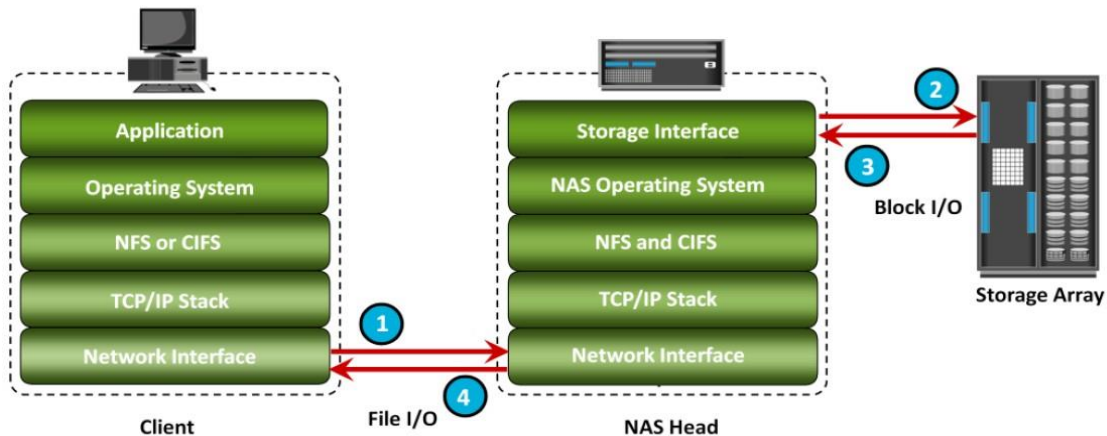 Application
Operating System
NFS or CIFS
TCP/IP Stack
Network Interface
Client
1
4
File I/O
Storage Interface
NAS Operating System
NFS and CIFS
TCP/IP Stack
Network Interface
NAS Head
2
3
Block I/O
Storage Array